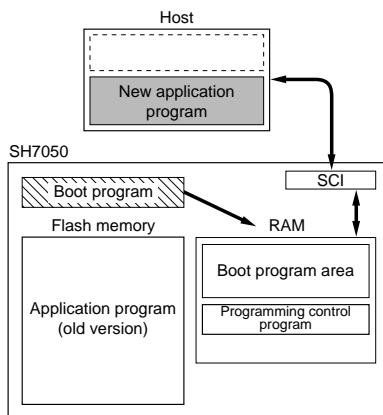 Host
New application
program
SH7050
SCI
Boot program
Flash memory
RAM
Boot program area
Application program
(old version)
Programming control
program